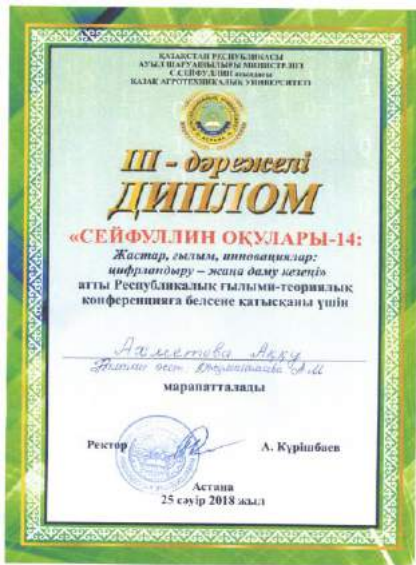 ҚАЗАҚСТАН РЕСПУБЛИКАСЫ
АУЫЛ ШАРУАШЫЛЫҒЫ МИНИСТРЛІГІ
С.СЕЙФУЛЛИН атындағы
ҚАЗАҚ АГРОТЕХНИКАЛЫҚ УНИВЕРСИТЕТІ
III - дәрежелі
ДИПЛОМ
«СЕЙФУЛЛИН ОҚУЛАРЫ-14:
Жастар, ғылым, инновациялар:
цифрландыру – жаңа даму кезеңі»
атты Республикалық ғылыми-теориялық
конференцияға белсене қатысқаны үшін
Ахметова Аққу
А.М
марапатталады
Ректор А. Күрішбаев
Астана
25 сәуір 2018 жыл